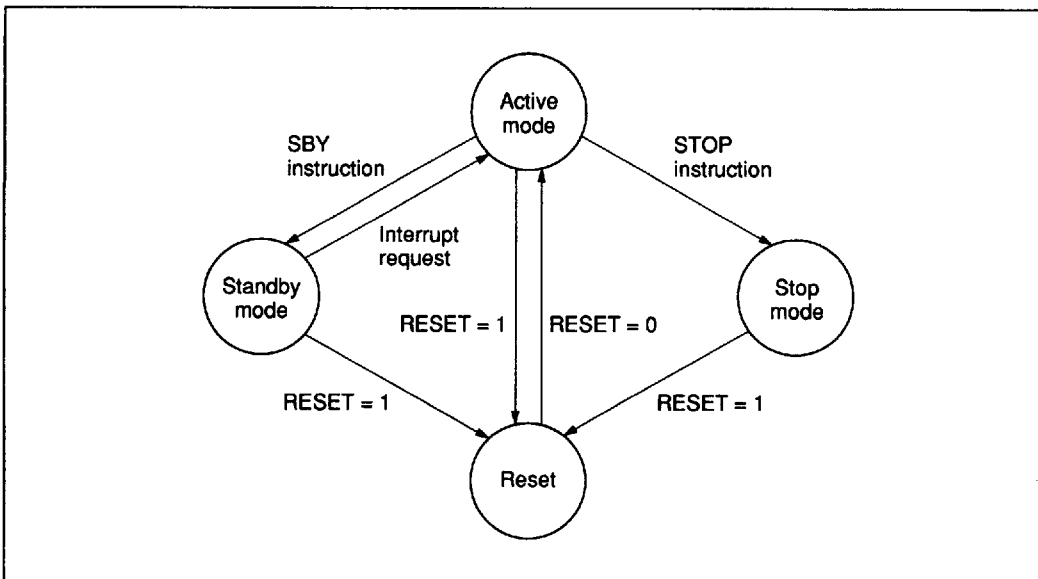 Active
mode
SBY
instruction
STOP
instruction
Interrupt
request
Standby
mode
Stop
mode
RESET = 1
RESET = 0
RESET = 1
RESET = 1
Reset